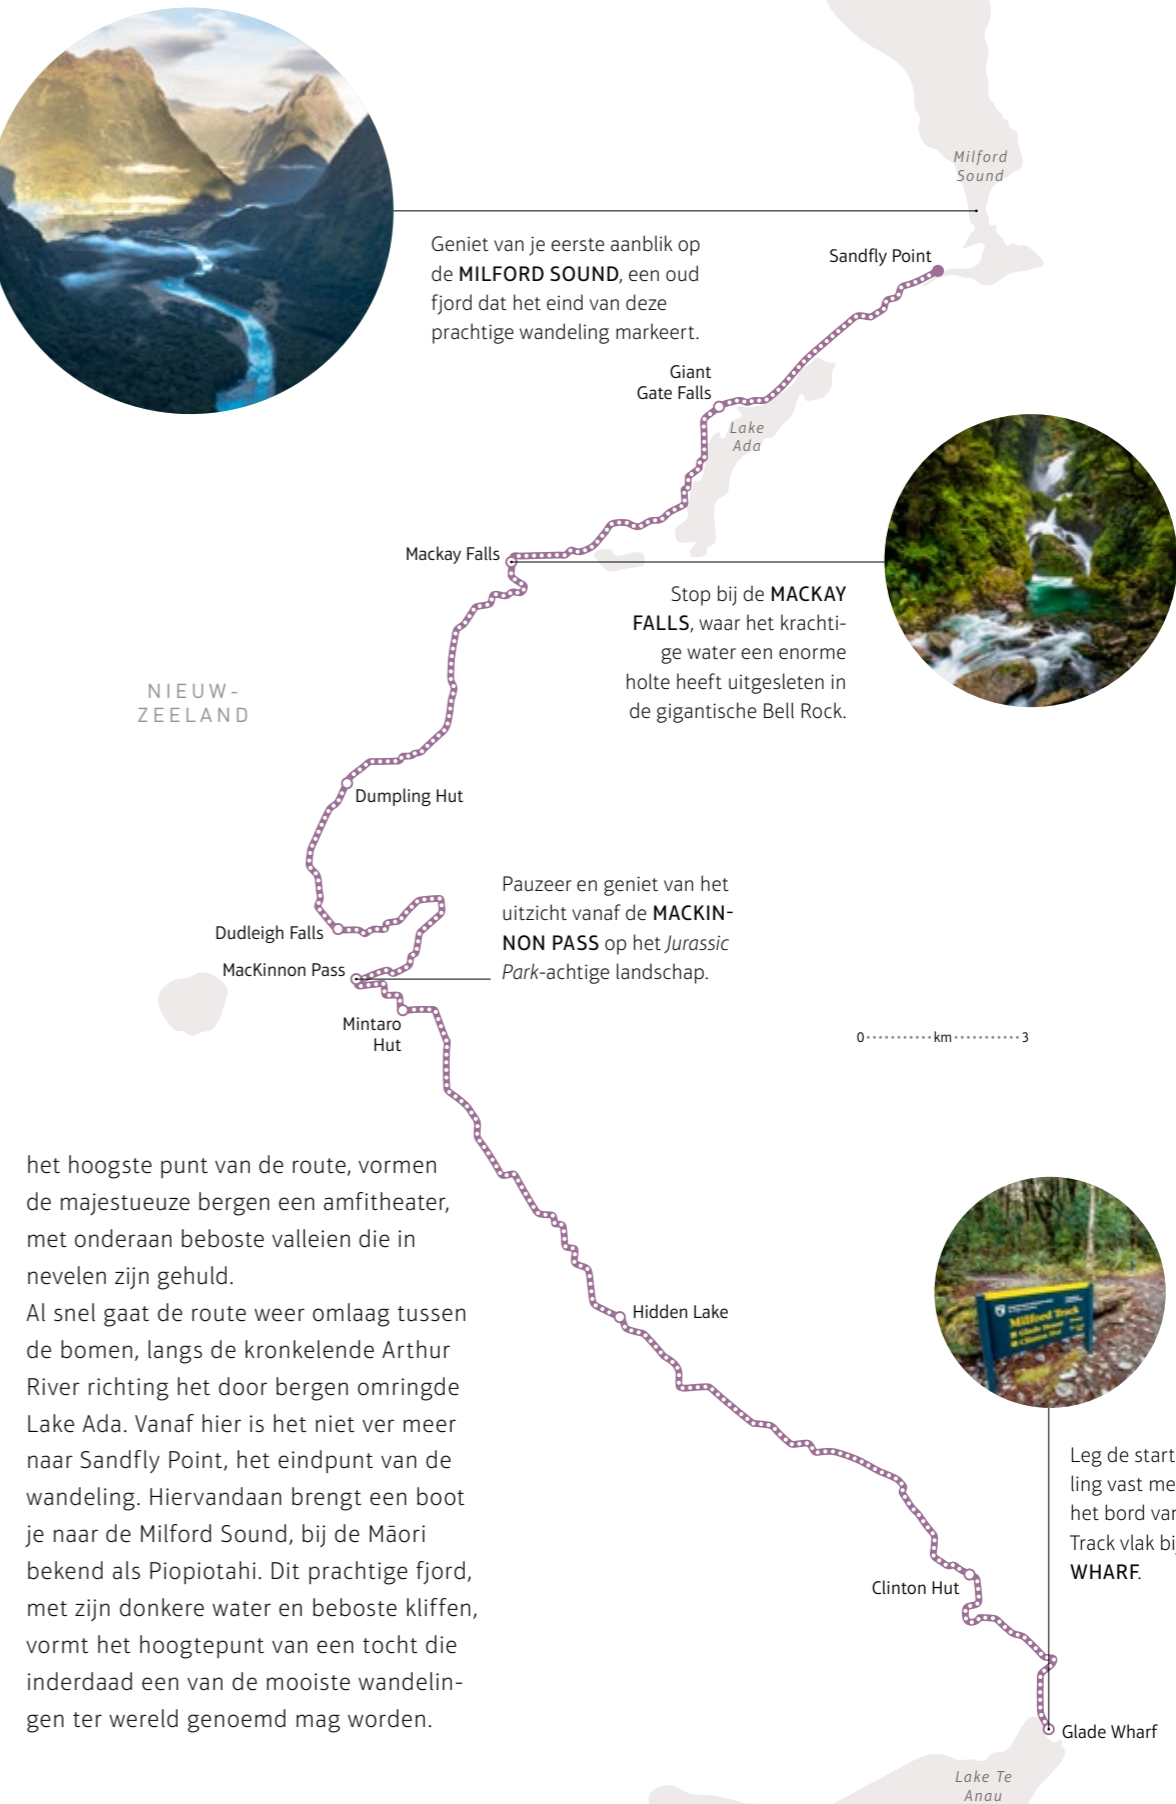 Milford
Sound
Geniet van je eerste aanblik op
de MILFORD SOUND, een oud
fjord dat het eind van deze
prachtige wandeling markeert.
Sandfly Point
Giant
Gate Falls
Lake
Ada
Mackay Falls
Stop bij de MACKAY
FALLS, waar het krachti-
ge water een enorme
holte heeft uitgesleten in
de gigantische Bell Rock.
NIEUW-
ZEELAND
Dumpling Hut
Pauzeer en geniet van het
uitzicht vanaf de MACKIN-
NON PASS op het Jurassic
Park-achtige landschap.
Dudleigh Falls
MacKinnon Pass
Mintaro
Hut
0 km 3
het hoogste punt van de route, vormen
de majestueuze bergen een amfitheater,
met onderaan beboste valleien die in
nevelen zijn gehuld.
Al snel gaat de route weer omlaag tussen
de bomen, langs de kronkelende Arthur
River richting het door bergen omringde
Lake Ada. Vanaf hier is het niet ver meer
naar Sandfly Point, het eindpunt van de
wandeling. Hiervandaan brengt een boot
je naar de Milford Sound, bij de Māori
bekend als Piopiotahi. Dit prachtige fjord,
met zijn donkere water en beboste kliffen,
vormt het hoogtepunt van een tocht die
inderdaad een van de mooiste wandelin-
gen ter wereld genoemd mag worden.
Hidden Lake
Milford Track
Glade House
Clinton Hut
Leg de start
ling vast me
het bord van
Track vlak bij
WHARF.
Clinton Hut
Glade Wharf
Lake Te
Anau